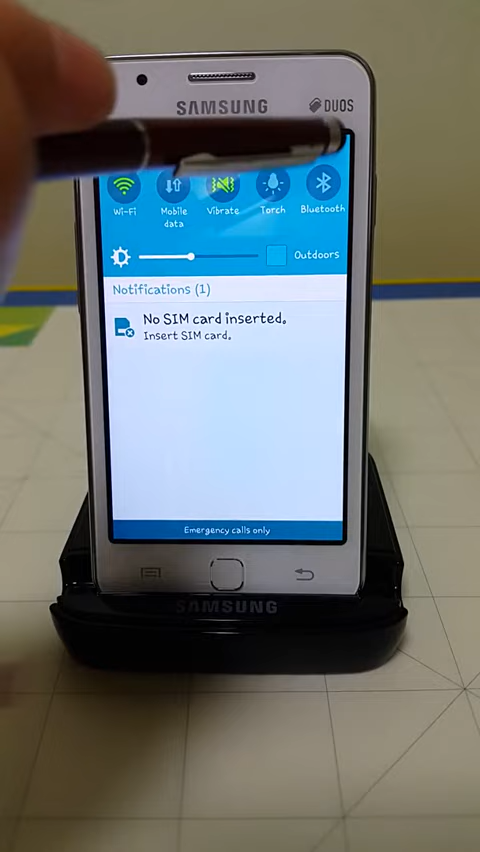 SAMSUNG
DUOS
Wi-Fi Mobile data Vibrate Torch Bluetooth
Outdoors
Notifications (1)
No SIM card inserted.
Insert SIM card.
Emergency calls only
SAMSUNG